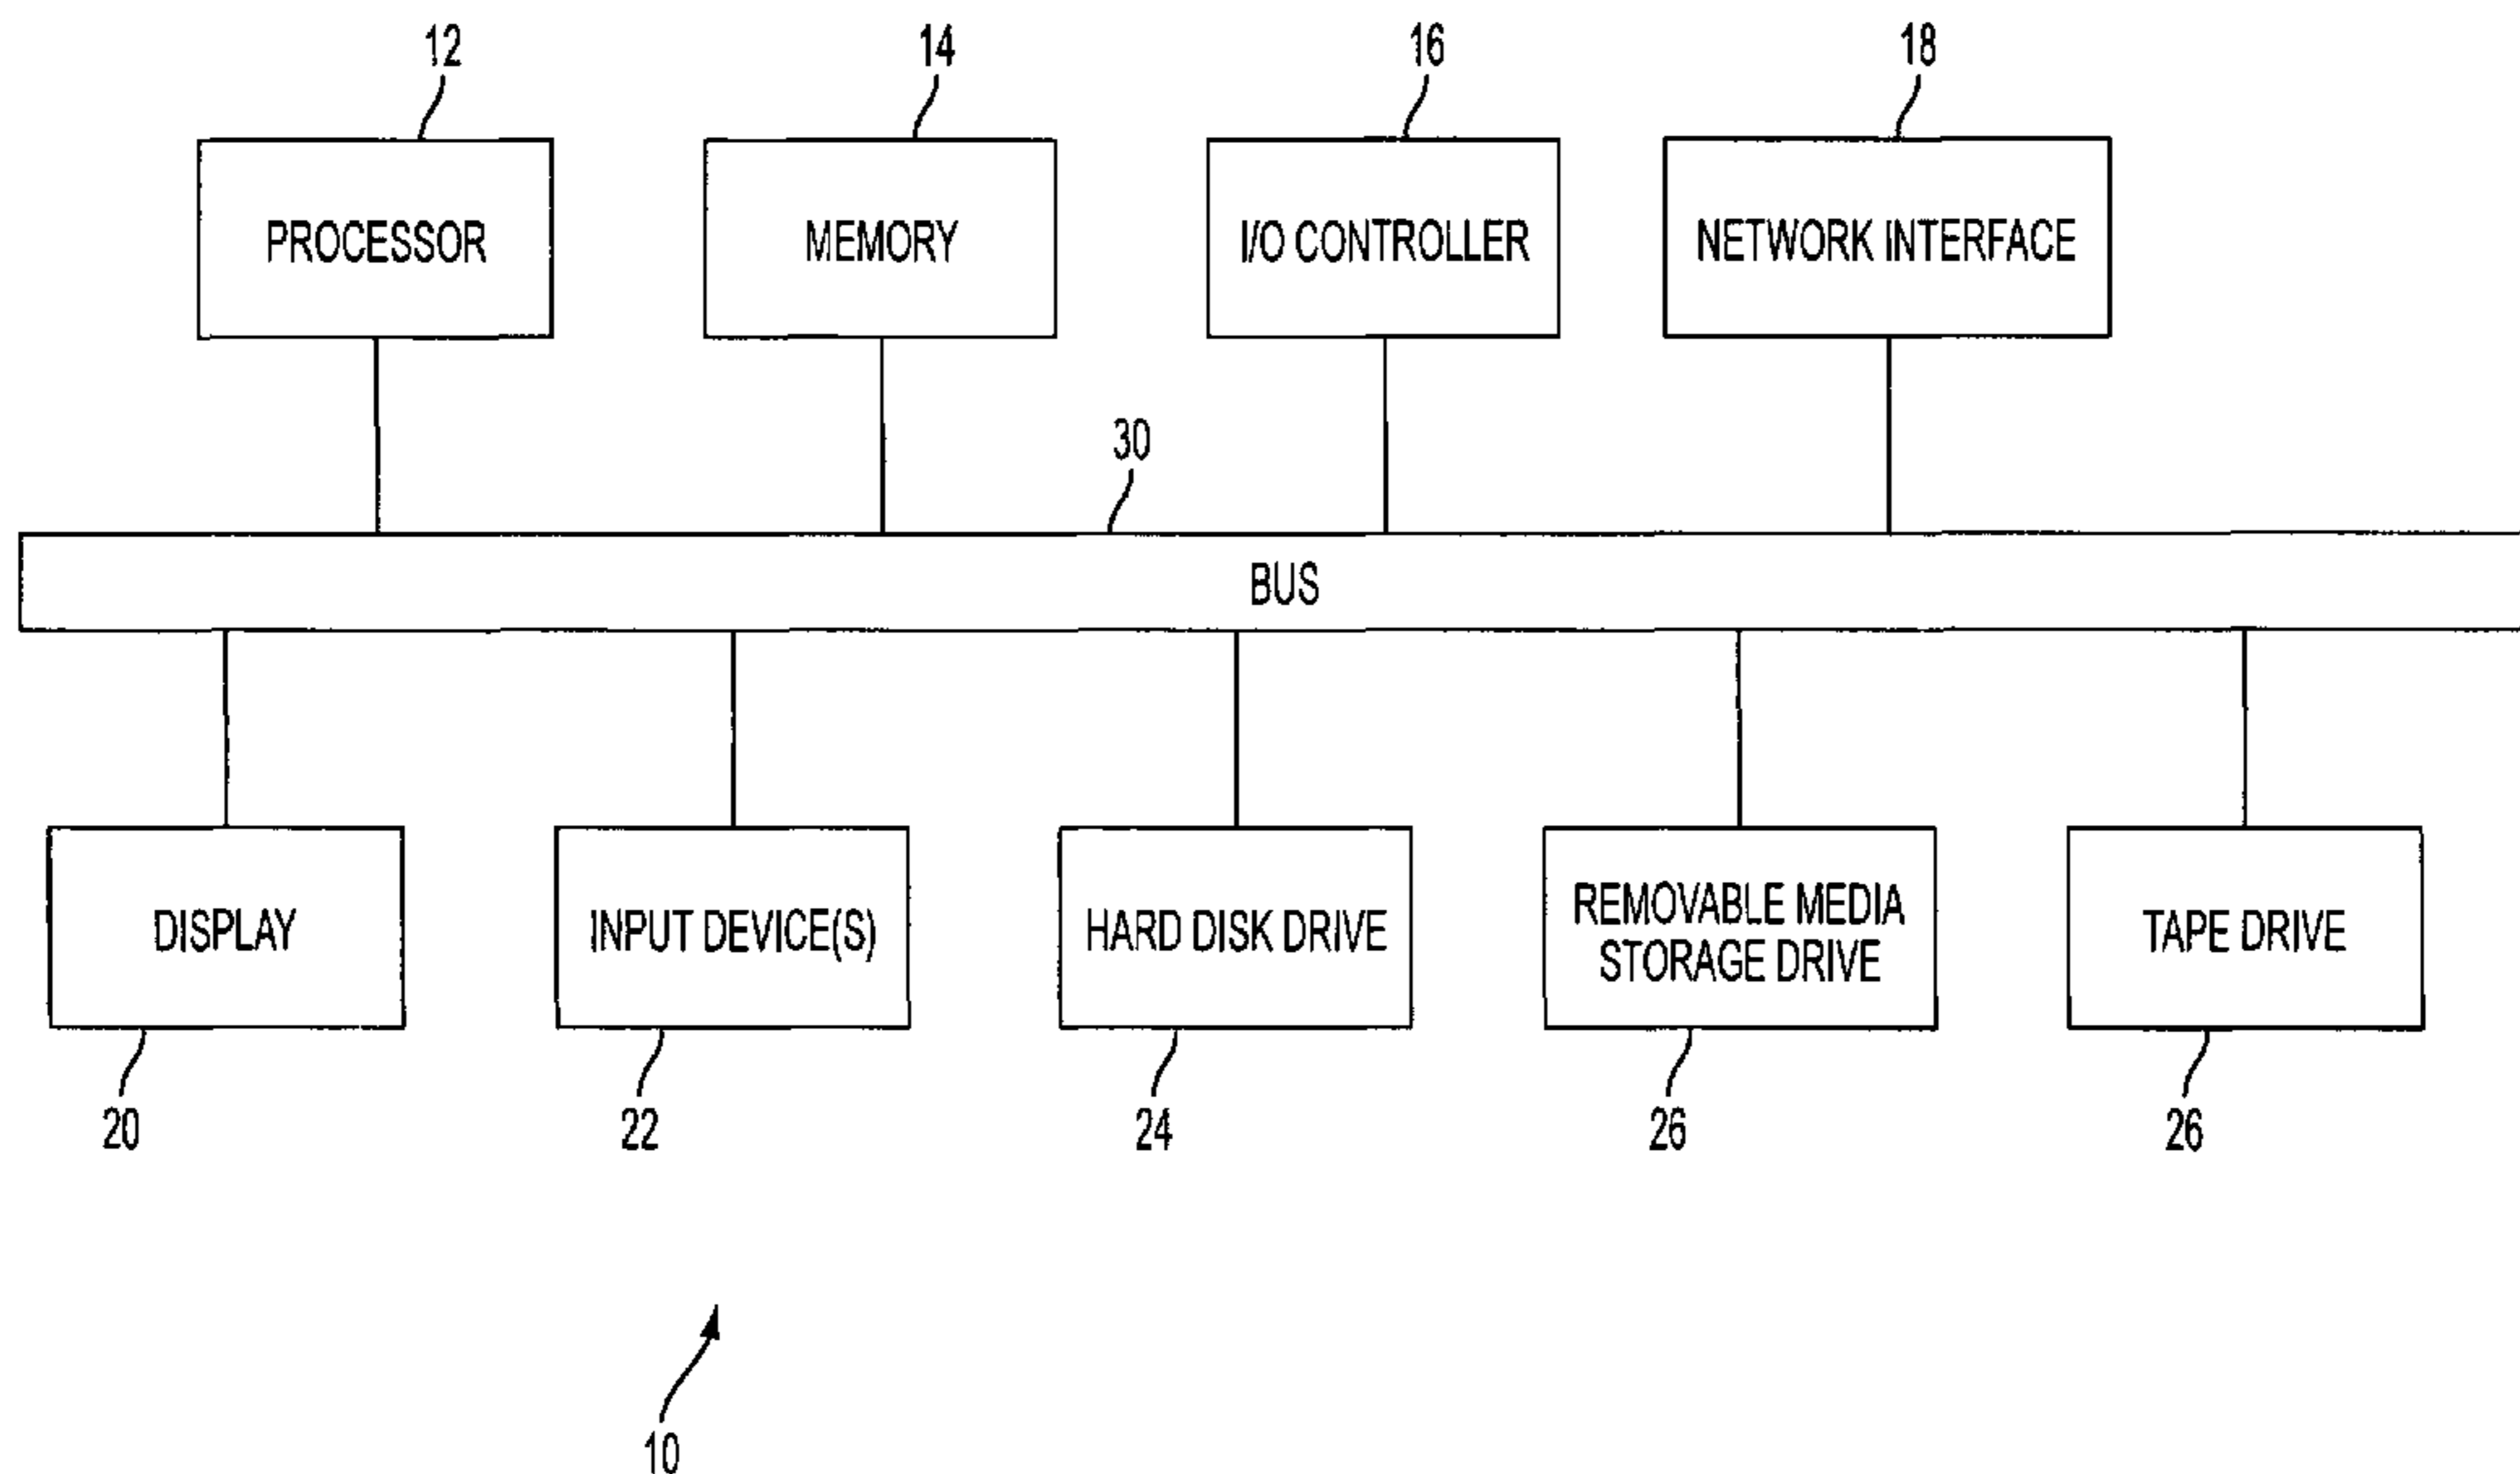 12
14
16
18
PROCESSOR
MEMORY
I/O CONTROLLER
NETWORK INTERFACE
30
BUS
DISPLAY
INPUT DEVICE(S)
HARD DISK DRIVE
REMOVABLE MEDIA
STORAGE DRIVE
TAPE DRIVE
20
22
24
26
26
10